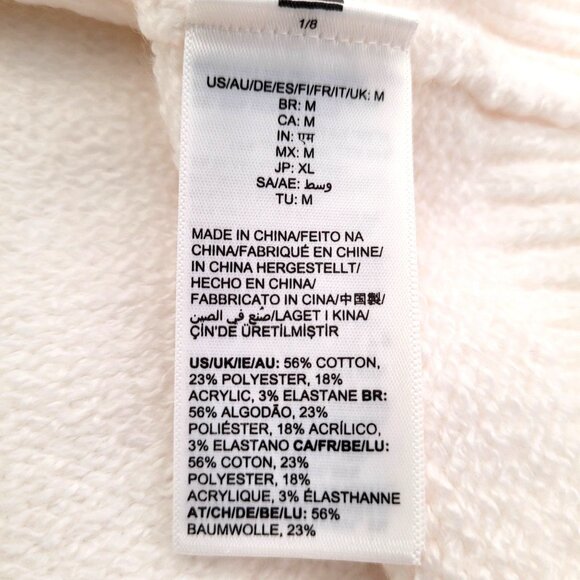 1/8
US/AU/DE/ES/FI/FR/IT/UK: M
BR: M
CA: M
IN: एम
MX: M
JP: XL
SA/AE: وسط
TU: M
MADE IN CHINA/FEITO NA
CHINA/FABRIQUÉ EN CHINE/
IN CHINA HERGESTELLT/
HECHO EN CHINA/
FABBRICATO IN CINA/中国製/
صُنع في الصين/LAGET I KINA/
ÇİN'DE ÜRETİLMİŞTİR
US/UK/IE/AU: 56% COTTON,
23% POLYESTER, 18%
ACRYLIC, 3% ELASTANE BR:
56% ALGODÃO, 23%
POLIÉSTER, 18% ACRÍLICO,
3% ELASTANO CA/FR/BE/LU:
56% COTON, 23%
POLYESTER, 18%
ACRYLIQUE, 3% ÉLASTHANNE
AT/CH/DE/BE/LU: 56%
BAUMWOLLE, 23%